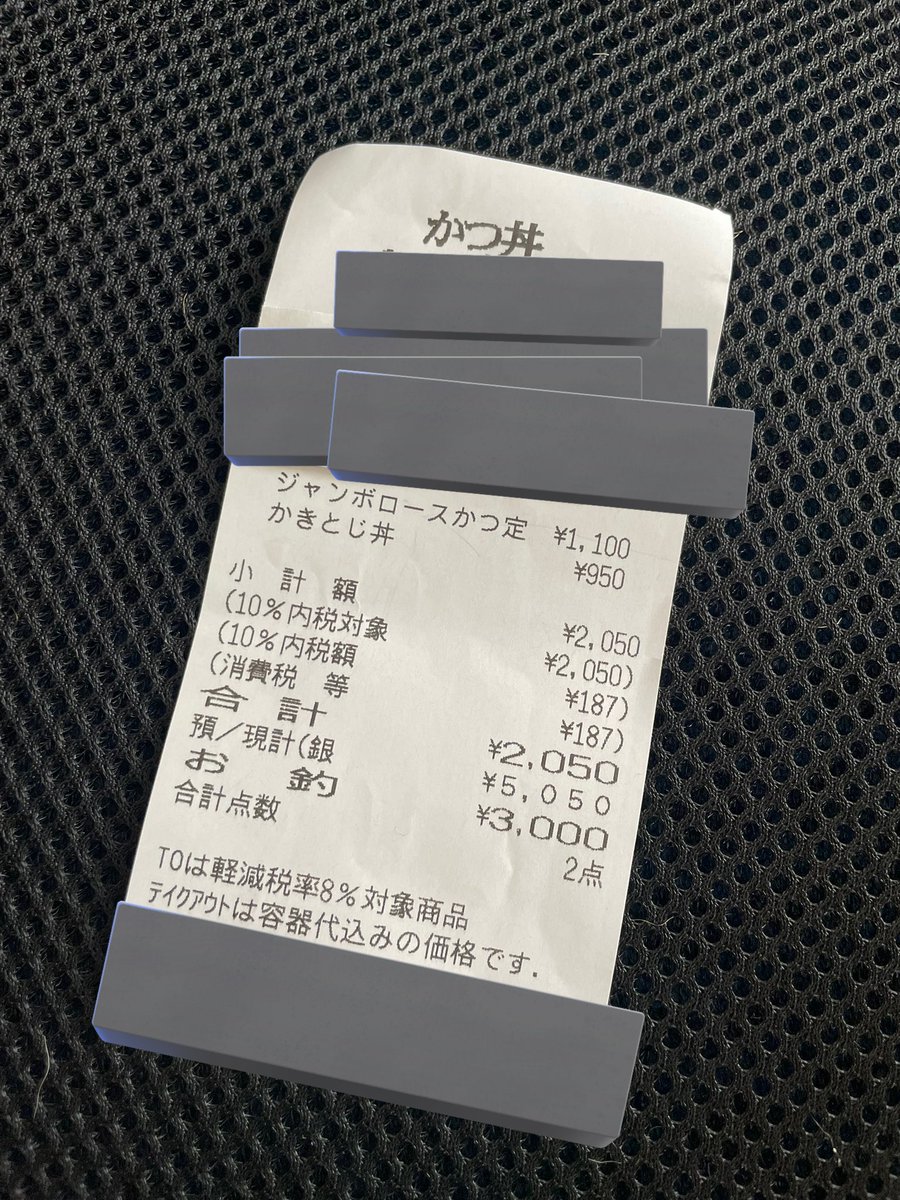 かつ丼
ジャンボロースかつ定 ¥1,100
かきとじ丼 ¥950
小 計 額 ¥2,050
(10%内税対象 ¥2,050)
(10%内税額 ¥187)
(消費税 等 ¥187)
合 計 ¥2,050
預/現計(銀 ¥5,050
お 釣 ¥3,000
合計点数 2点
TOは軽減税率8%対象商品
テイクアウトは容器代込みの価格です.